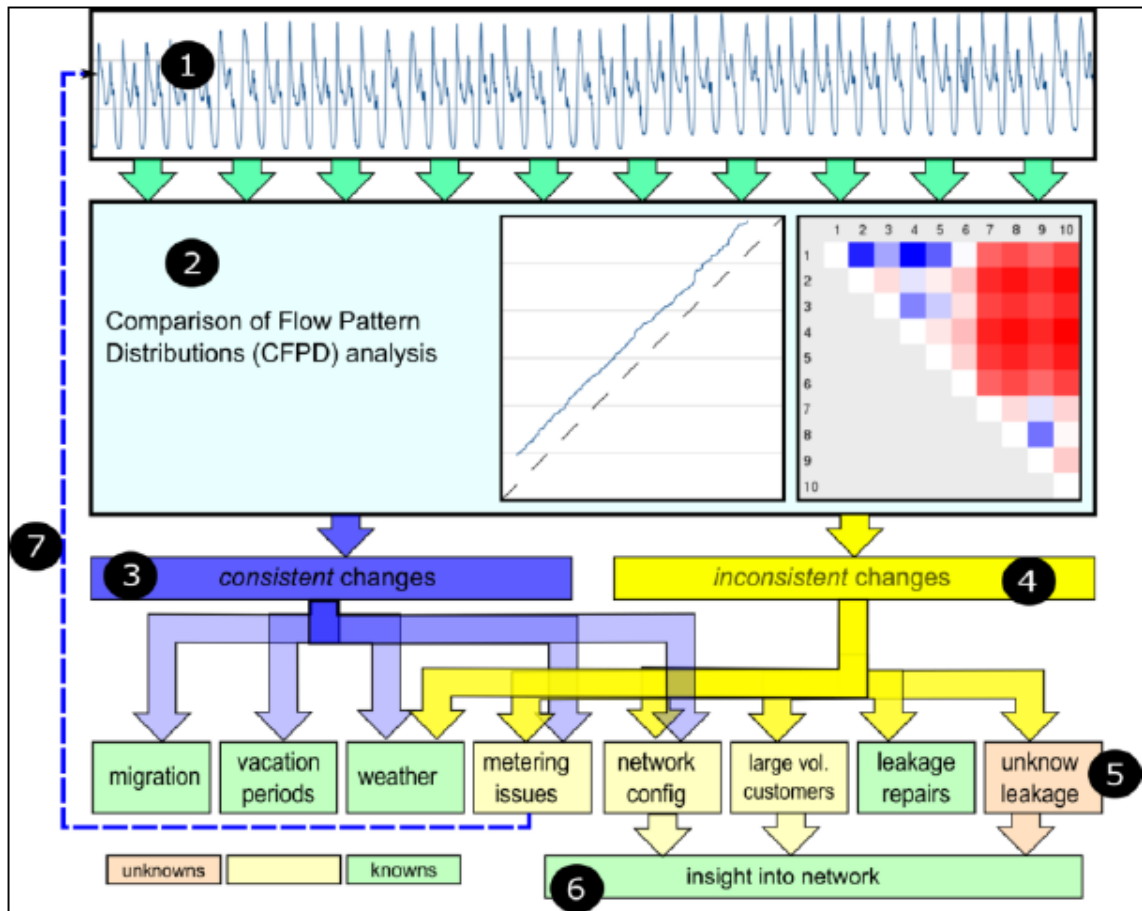 1
2
Comparison of Flow Pattern
Distributions (CFPD) analysis
1 2 3 4 5 6 7 8 9 10
1
2
3
4
5
6
7
8
9
10
7
3
consistent changes
inconsistent changes
4
migration
vacation
periods
weather
metering
issues
network
config
large vol.
customers
leakage
repairs
unknow
leakage
5
unknowns
knowns
6
insight into network